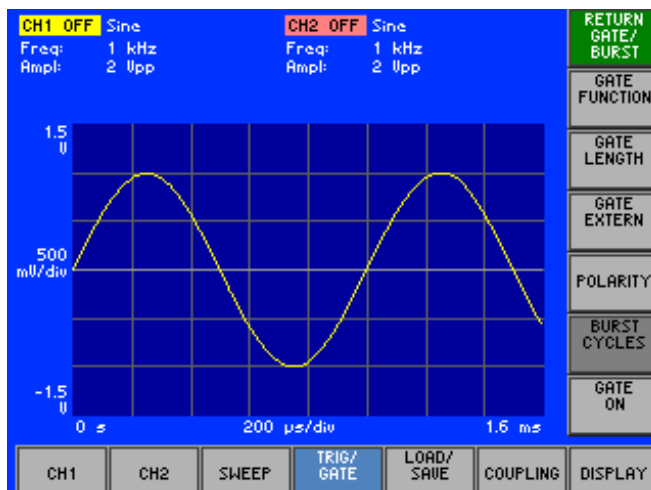 CH1 OFF Sine
Freq: 1 kHz
Ampl: 2 Vpp
CH2 OFF Sine
Freq: 1 kHz
Ampl: 2 Vpp
RETURN
GATE/
BURST
GATE
FUNCTION
GATE
LENGTH
GATE
EXTERN
POLARITY
BURST
CYCLES
GATE
ON
1.5
V
500
mV/div
-1.5
V
0 s
200 µs/div
1.6 ms
CH1
CH2
SWEEP
TRIG/
GATE
LOAD/
SAVE
COUPLING
DISPLAY